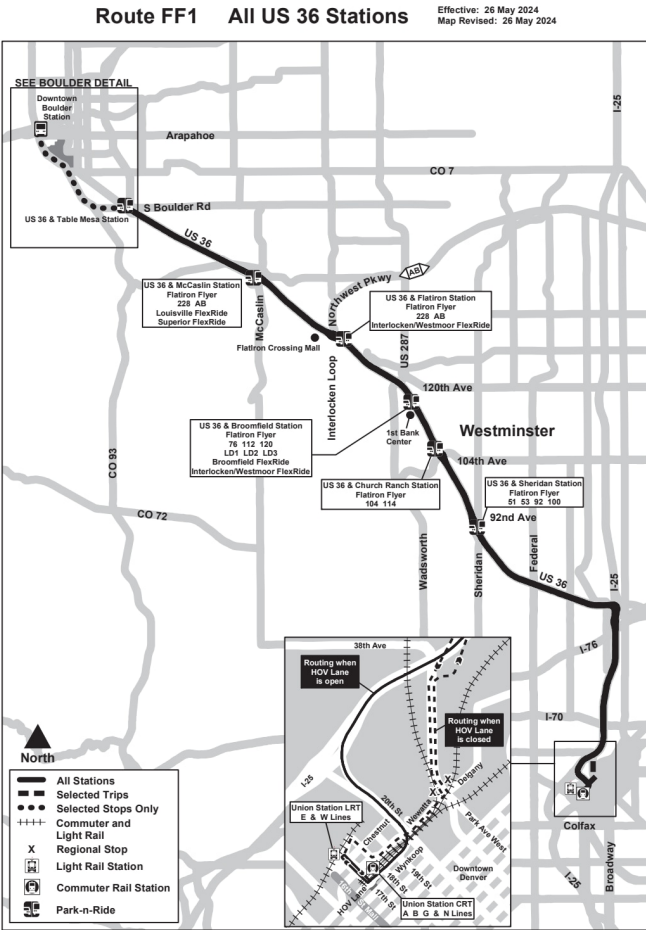 Route FF1 All US 36 Stations
Effective: 26 May 2024
Map Revised: 26 May 2024
SEE BOULDER DETAIL
Downtown
Boulder
Station
Arapahoe
I-25
CO 7
S Boulder Rd
US 36 & Table Mesa Station
US 36
AB
Northwest Pkwy
US 36 & McCaslin Station
Flatiron Flyer
228 AB
Louisville FlexRide
Superior FlexRide
McCaslin
US 36 & Flatiron Station
Flatiron Flyer
228 AB
Interlocken/Westmoor FlexRide
FlatIron Crossing Mall
Interlocken Loop
US 287
120th Ave
US 36 & Broomfield Station
Flatiron Flyer
76 112 120
LD1 LD2 LD3
Broomfield FlexRide
Interlocken/Westmoor FlexRide
1st Bank
Center
Westminster
104th Ave
CO 93
US 36 & Church Ranch Station
Flatiron Flyer
104 114
US 36 & Sheridan Station
Flatiron Flyer
51 53 92 100
92nd Ave
CO 72
Wadsworth
Sheridan
Federal
US 36
I-25
I-76
I-70
38th Ave
Routing when
HOV Lane
is open
Routing when
HOV Lane
is closed
I-25
20th St
Wewatta
Delgany
Park Ave West
Union Station LRT
E & W Lines
Chestnut
Wynkoop
19th St
18th St
17th St
HOV Lane
Downtown
Denver
Union Station CRT
A B G & N Lines
Colfax
I-25
Broadway
North
All Stations
Selected Trips
Selected Stops Only
Commuter and
Light Rail
X Regional Stop
Light Rail Station
Commuter Rail Station
Park-n-Ride